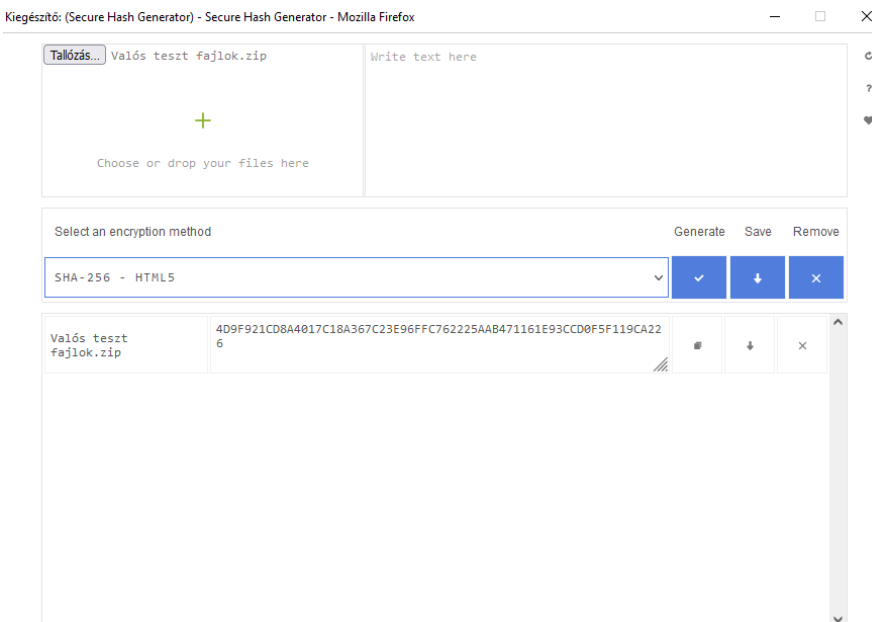 Kiegészítő: (Secure Hash Generator) - Secure Hash Generator - Mozilla Firefox
Tallózás... Valós teszt fajlok.zip
Write text here
Choose or drop your files here
Select an encryption method
Generate Save Remove
SHA-256 - HTML5
Valós teszt
fajlok.zip
4D9F921CD8A4017C18A367C23E96FFC762225AAB471161E93CCD0F5F119CA22
6